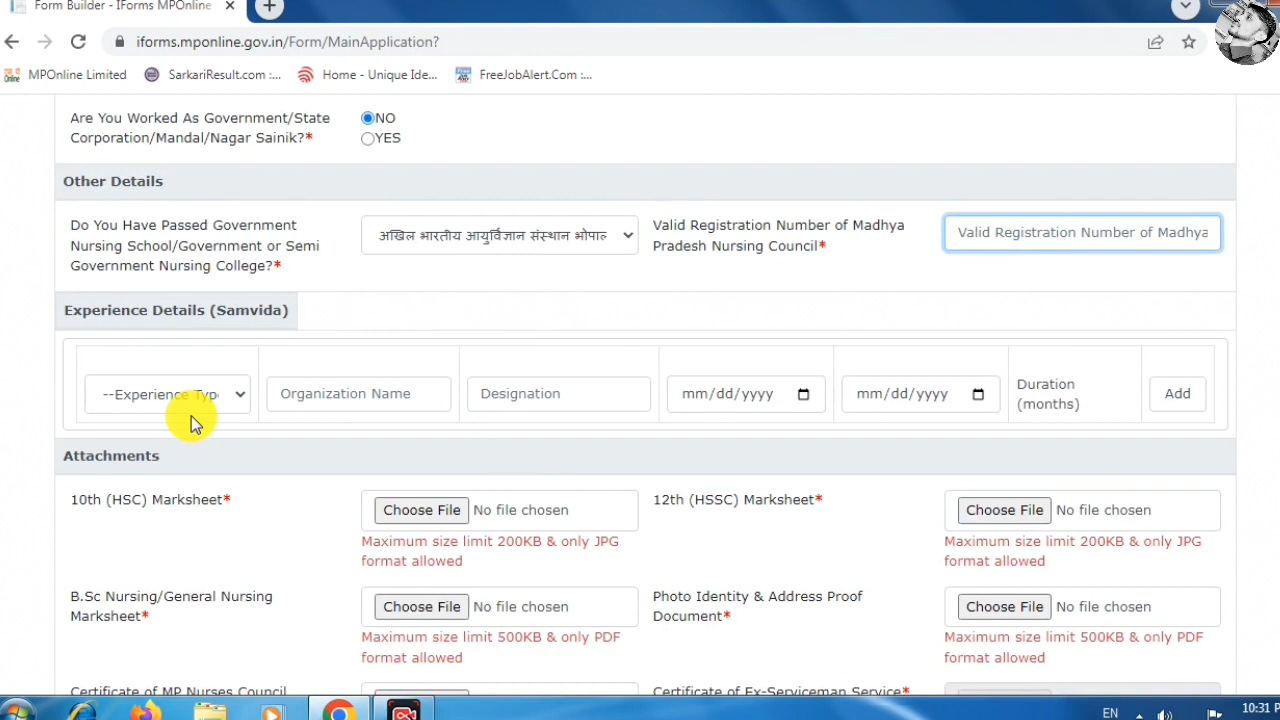 Form Builder - IForms MPOnline
iforms.mponline.gov.in/Form/MainApplication?
MPOnline Limited
SarkariResult.com :...
Home - Unique Ide...
FreeJobAlert.Com :...
Are You Worked As Government/State
Corporation/Mandal/Nagar Sainik?*
NO
YES
Other Details
Do You Have Passed Government
Nursing School/Government or Semi
Government Nursing College?*
अखिल भारतीय आयुर्विज्ञान संस्थान भोपाल
Valid Registration Number of Madhya
Pradesh Nursing Council*
Valid Registration Number of Madhya
Experience Details (Samvida)
--Experience Typ
Organization Name
Designation
mm/dd/yyyy
mm/dd/yyyy
Duration
(months)
Add
Attachments
10th (HSC) Marksheet*
Choose File No file chosen
Maximum size limit 200KB & only JPG
format allowed
12th (HSSC) Marksheet*
Choose File No file chosen
Maximum size limit 200KB & only JPG
format allowed
B.Sc Nursing/General Nursing
Marksheet*
Choose File No file chosen
Maximum size limit 500KB & only PDF
format allowed
Photo Identity & Address Proof
Document*
Choose File No file chosen
Maximum size limit 500KB & only PDF
format allowed
Certificate of MP Nurses Council
Certificate of Ex-Serviceman Service*
EN
10:31 P